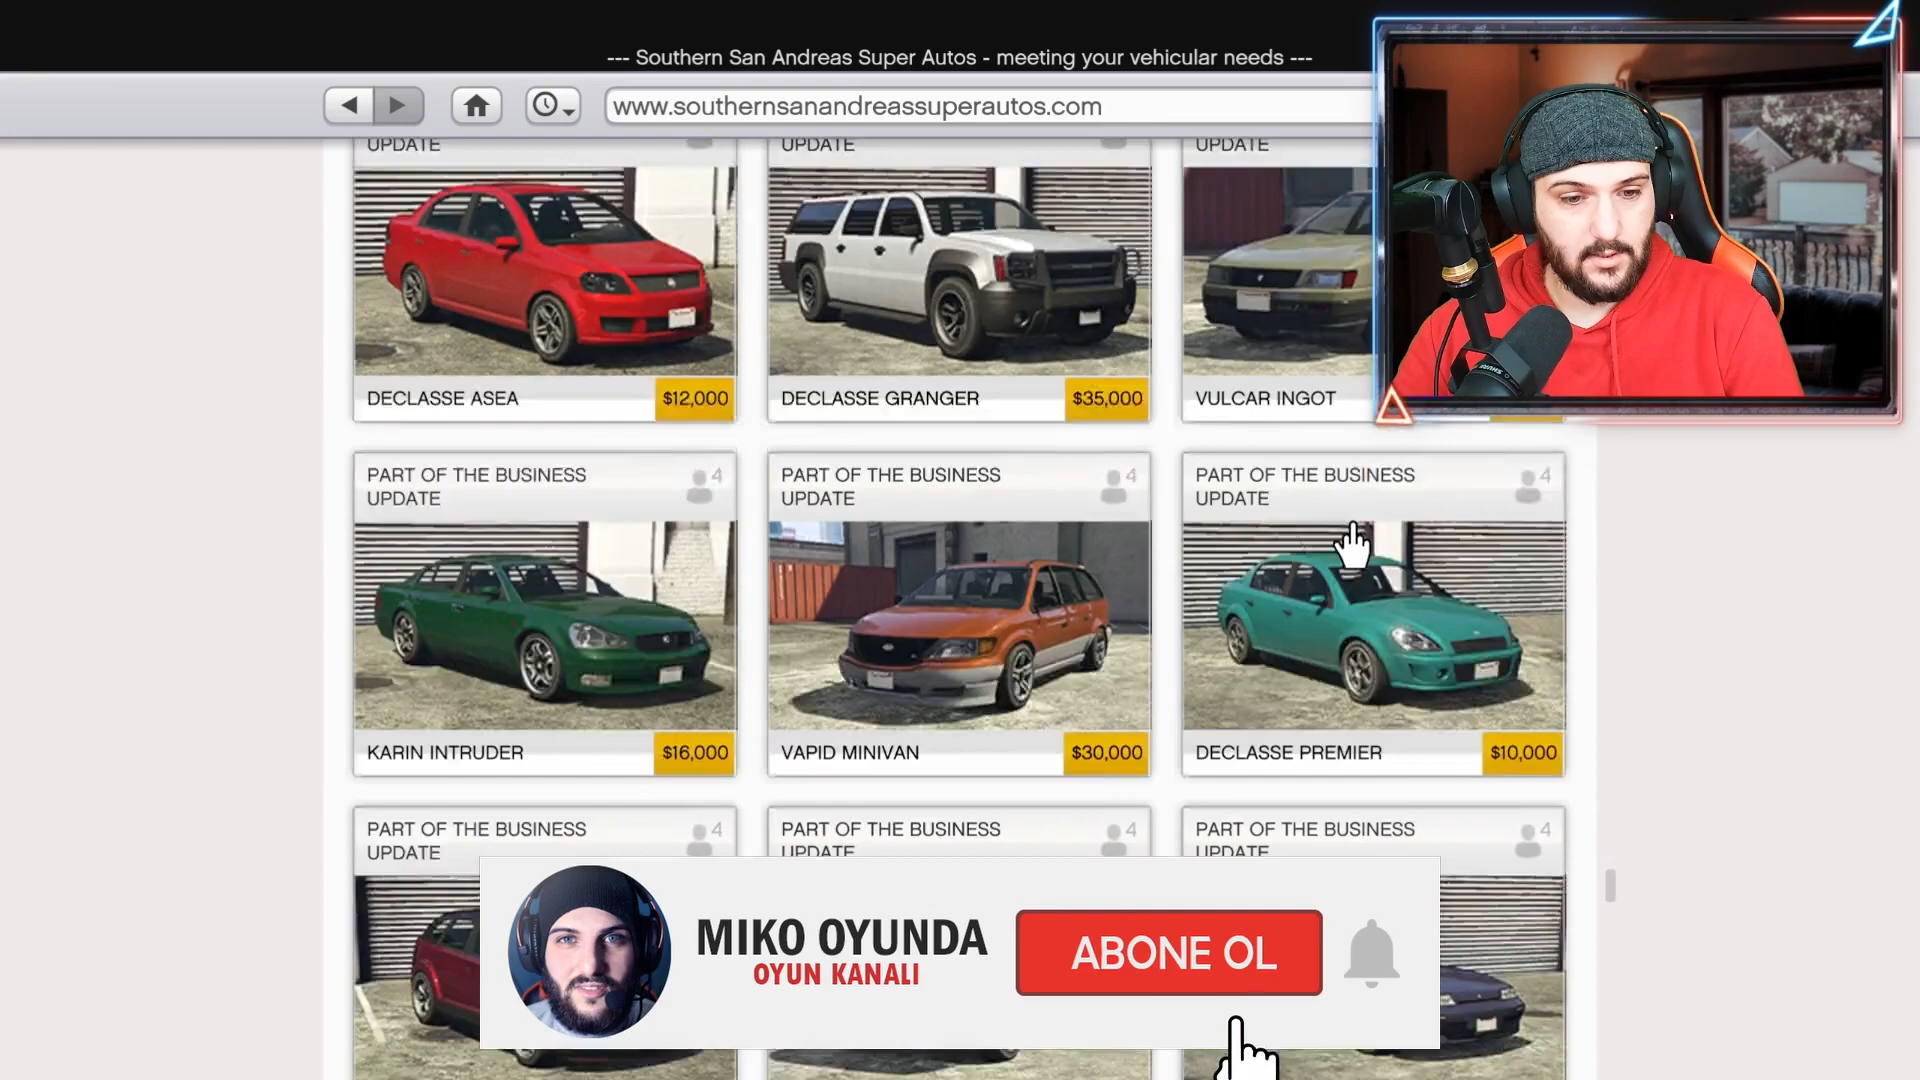 --- Southern San Andreas Super Autos - meeting your vehicular needs ---
www.southernsanandreassuperautos.com
UPDATE
UPDATE
UPDATE
DECLASSE ASEA
$12,000
DECLASSE GRANGER
$35,000
VULCAR INGOT
PART OF THE BUSINESS
UPDATE
4
PART OF THE BUSINESS
UPDATE
4
PART OF THE BUSINESS
UPDATE
4
KARIN INTRUDER
$16,000
VAPID MINIVAN
$30,000
DECLASSE PREMIER
$10,000
PART OF THE BUSINESS
UPDATE
4
PART OF THE BUSINESS
UPDATE
4
PART OF THE BUSINESS
UPDATE
4
MIKO OYUNDA
OYUN KANALI
ABONE OL